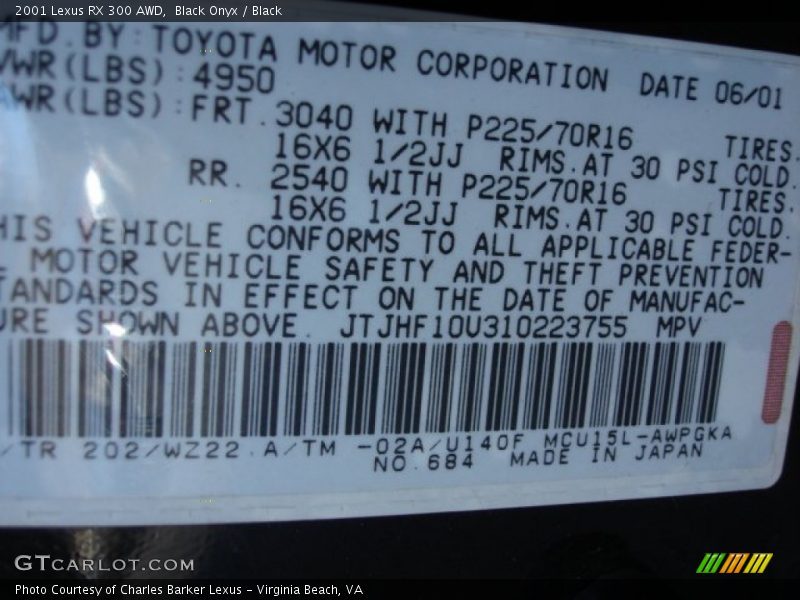 2001 Lexus RX 300 AWD, Black Onyx / Black
MFD. BY: TOYOTA MOTOR CORPORATION DATE 06/01
VWR(LBS): 4950
AWR(LBS): FRT. 3040 WITH P225/70R16 TIRES.
16X6 1/2JJ RIMS. AT 30 PSI COLD.
RR. 2540 WITH P225/70R16 TIRES.
16X6 1/2JJ RIMS. AT 30 PSI COLD.
HIS VEHICLE CONFORMS TO ALL APPLICABLE FEDER-
L MOTOR VEHICLE SAFETY AND THEFT PREVENTION
TANDARDS IN EFFECT ON THE DATE OF MANUFAC-
URE SHOWN ABOVE. JTJHF10U310223755 MPV
/TR 202/WZ22 A/TM -02A/U140F MCU15L-AWPGKA
NO.684 MADE IN JAPAN
GTCARLOT.COM
Photo Courtesy of Charles Barker Lexus - Virginia Beach, VA